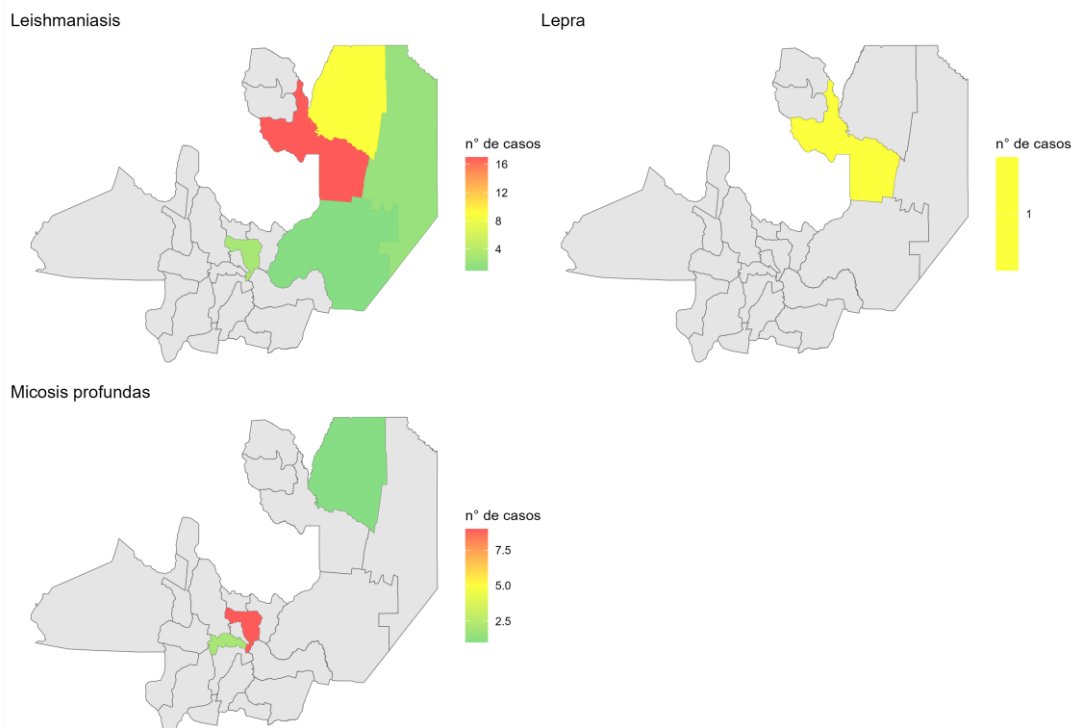 Leishmaniasis
n° de casos
16
12
8
4
Lepra
n° de casos
1
Micosis profundas
n° de casos
7.5
5.0
2.5